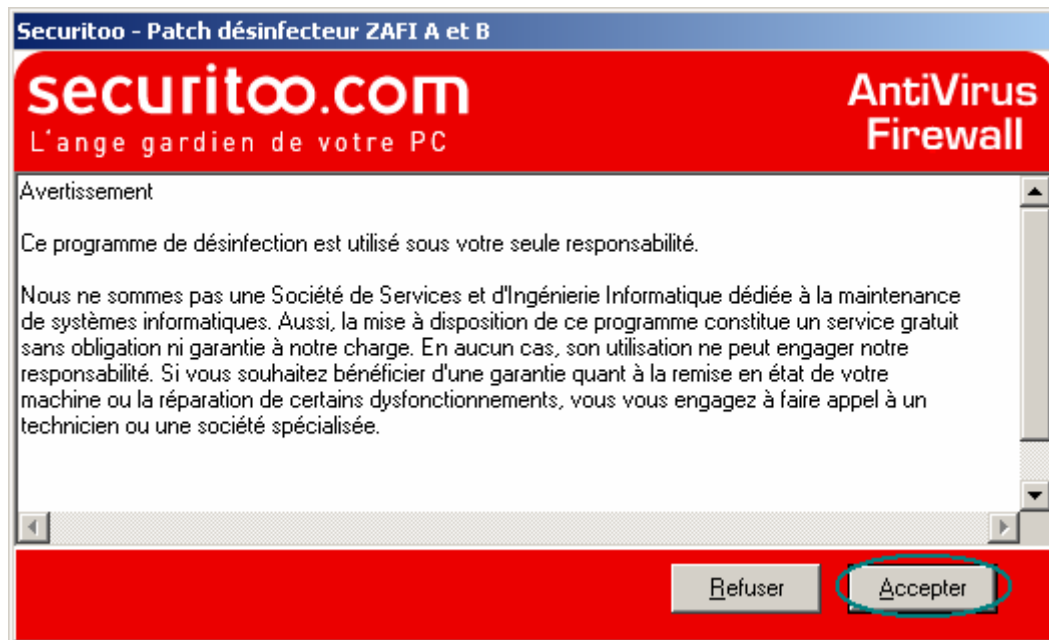 Securitoo - Patch désinfecteur ZAFI A et B
securitoo.com
L'ange gardien de votre PC
AntiVirus
Firewall
Avertissement
Ce programme de désinfection est utilisé sous votre seule responsabilité.
Nous ne sommes pas une Société de Services et d'Ingénierie Informatique dédiée à la maintenance
de systèmes informatiques. Aussi, la mise à disposition de ce programme constitue un service gratuit
sans obligation ni garantie à notre charge. En aucun cas, son utilisation ne peut engager notre
responsabilité. Si vous souhaitez bénéficier d'une garantie quant à la remise en état de votre
machine ou la réparation de certains dysfonctionnements, vous vous engagez à faire appel à un
technicien ou une société spécialisée.
Refuser
Accepter